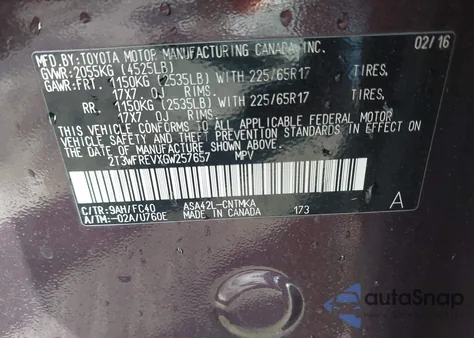 MFD.BY: TOYOTA MOTOR MANUFACTURING CANADA INC. 02/16
GVWR: 2055KG (4525LB)
GAWR: FRT. 1150KG (2535LB) WITH 225/65R17 TIRES,
17X7 0J RIMS,
RR. 1150KG (2535LB) WITH 225/65R17 TIRES,
17X7 0J RIMS,
THIS VEHICLE CONFORMS TO ALL APPLICABLE FEDERAL MOTOR
VEHICLE SAFETY AND THEFT PREVENTION STANDARDS IN EFFECT ON
THE DATE OF MANUFACTURE SHOWN ABOVE.
2T3WFREVXGW257657 MPV
C/TR: 9AH/FC40 ASA42L-CNTMKA A
A/TM: -02A/U760E MADE IN CANADA 173
autoSnap